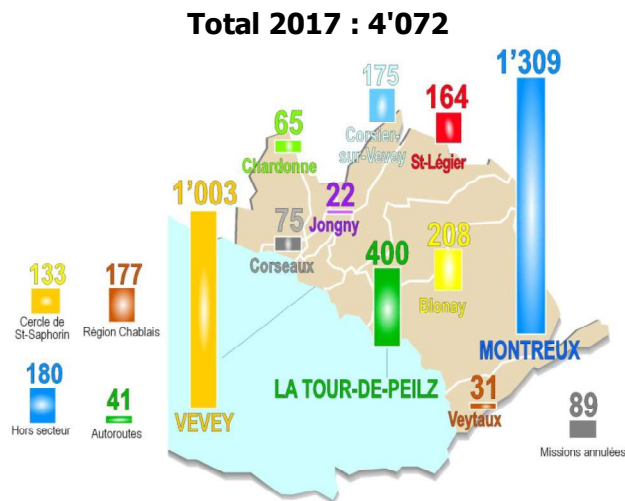 Total 2017 : 4'072
1'309
175
Corsier-
sur-Vevey
164
St-Légier
65
Chardonne
1'003
22
Jongny
75
Corseaux
400
208
Blonay
133
Cercle de
St-Saphorin
177
Région Chablais
MONTREUX
180
Hors secteur
41
Autoroutes
LA TOUR-DE-PEILZ
VEVEY
31
Veytaux
89
Missions annulées